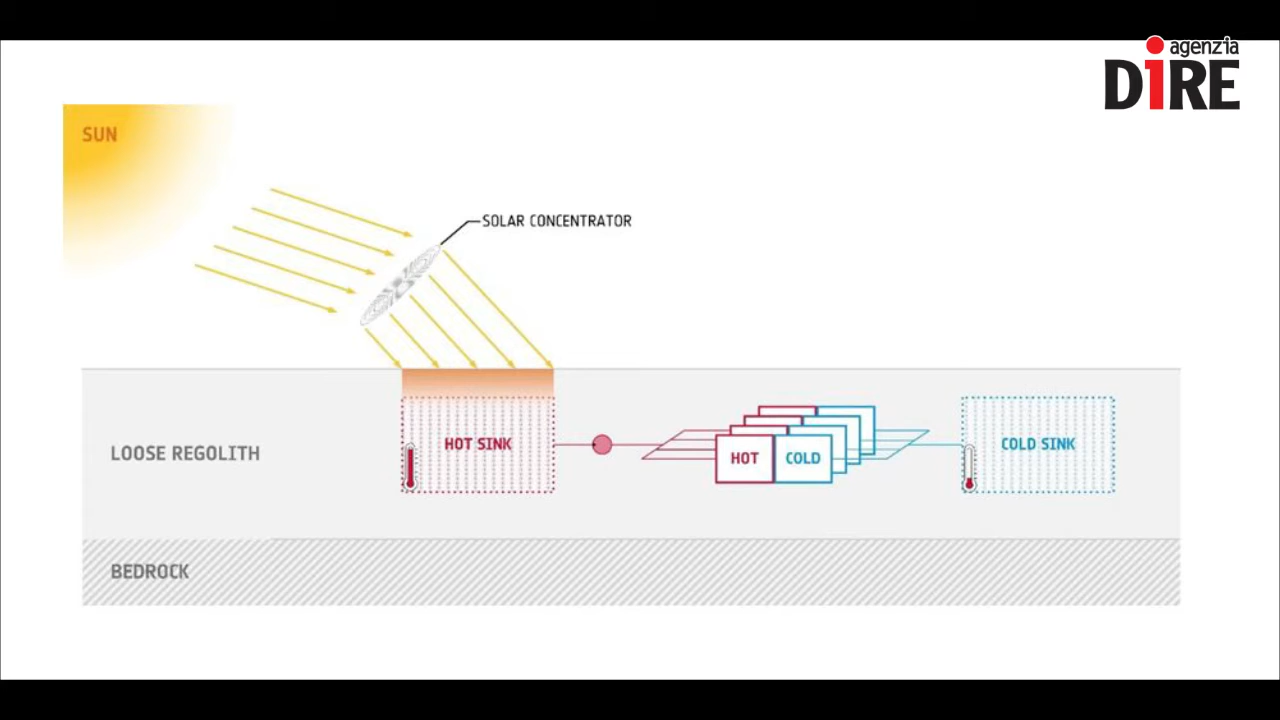 agenzia
DiRE
SUN
SOLAR CONCENTRATOR
HOT SINK
COLD SINK
LOOSE REGOLITH
HOT
COLD
BEDROCK